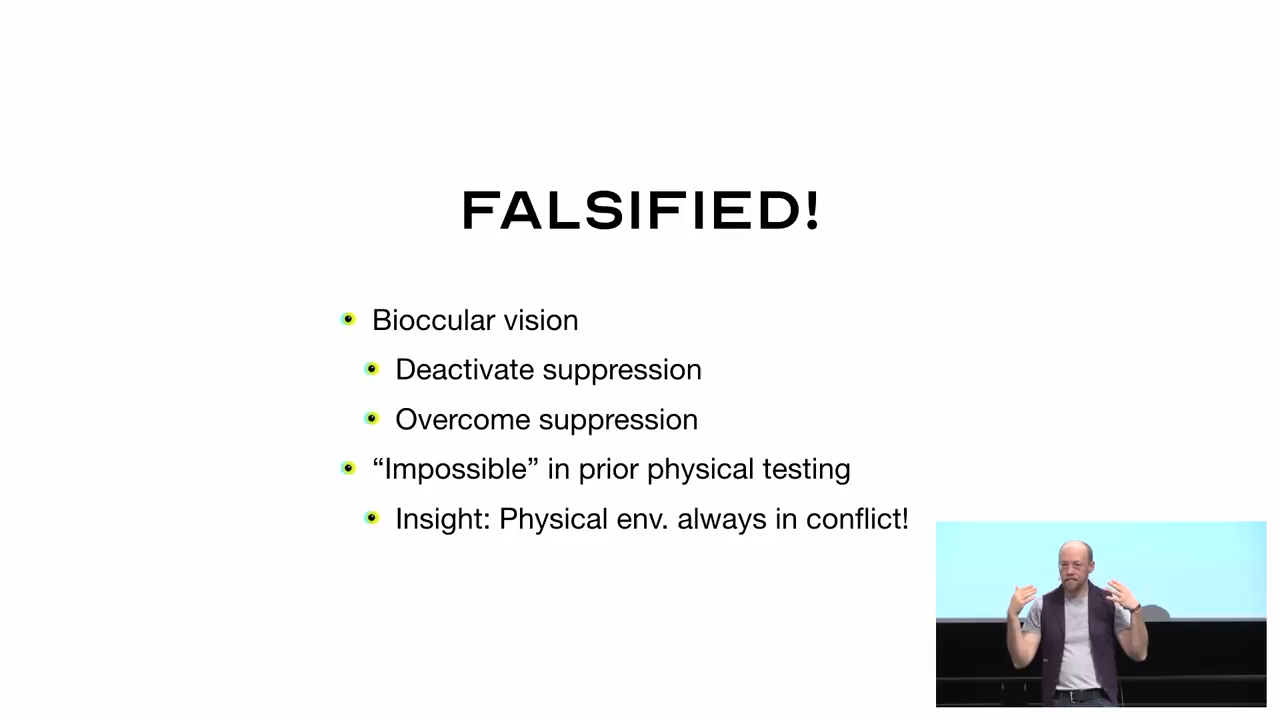 FALSIFIED!
Bioccular vision
Deactivate suppression
Overcome suppression
“Impossible” in prior physical testing
Insight: Physical env. always in conflict!